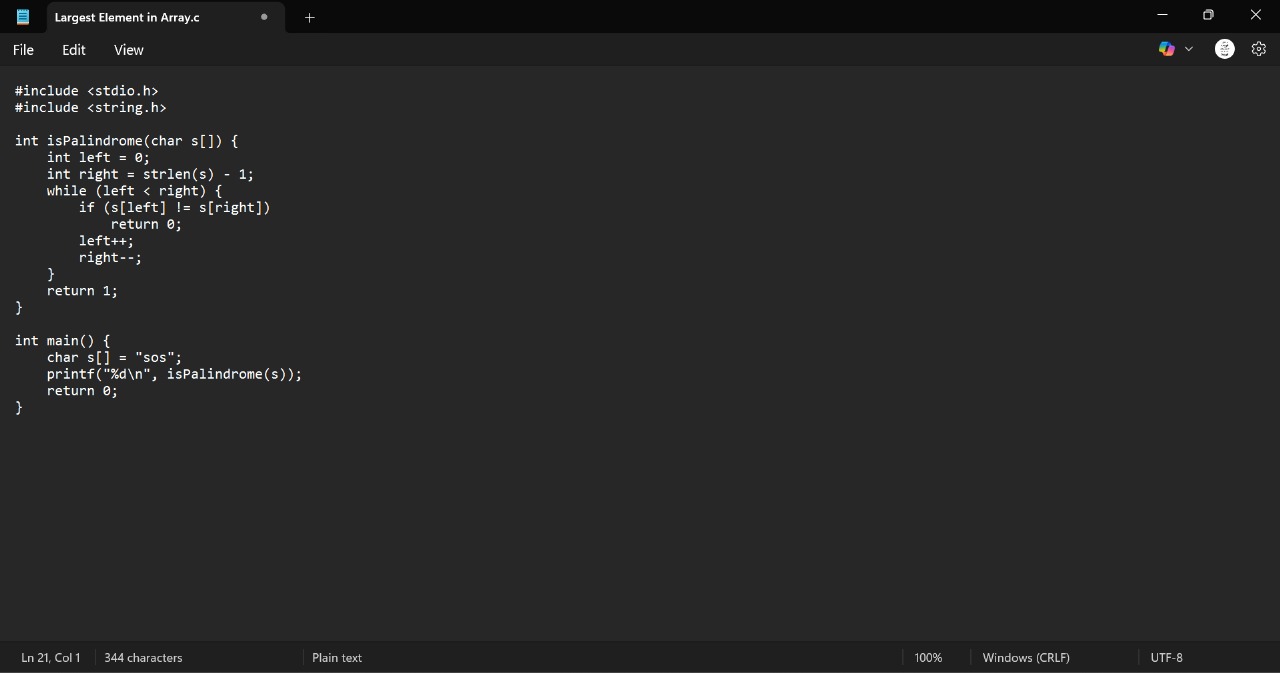 Largest Element in Array.c
File Edit View
#include <stdio.h>
#include <string.h>

int isPalindrome(char s[]) {
    int left = 0;
    int right = strlen(s) - 1;
    while (left < right) {
        if (s[left] != s[right])
            return 0;
        left++;
        right--;
    }
    return 1;
}

int main() {
    char s[] = "sos";
    printf("%d\n", isPalindrome(s));
    return 0;
}
Ln 21, Col 1 344 characters Plain text 100% Windows (CRLF) UTF-8